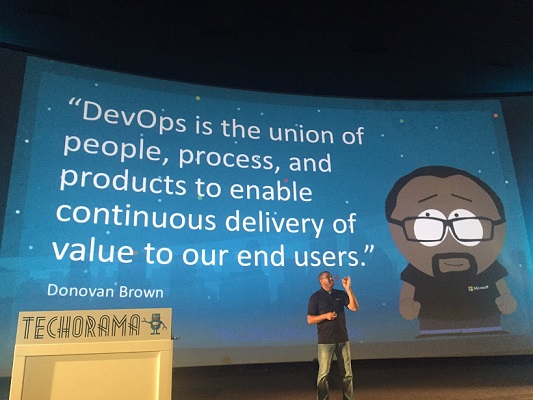 “DevOps is the union of
people, process, and
products to enable
continuous delivery of
value to our end users.”
Donovan Brown
Microsoft
TECHORAMA